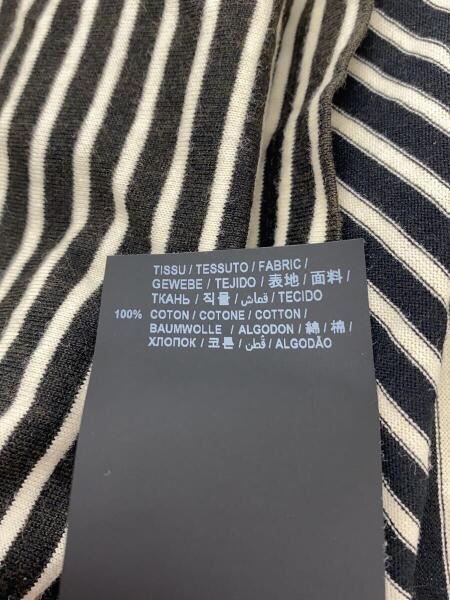 TISSU / TESSUTO / FABRIC /
GEWEBE / TEJIDO / 表地 / 面料 /
ТКАНЬ / 직물 / قماش / TECIDO
100% COTON / COTONE / COTTON /
BAUMWOLLE / ALGODON / 綿 / 棉 /
ХЛОПОК / 코튼 / قُطن / ALGODÃO